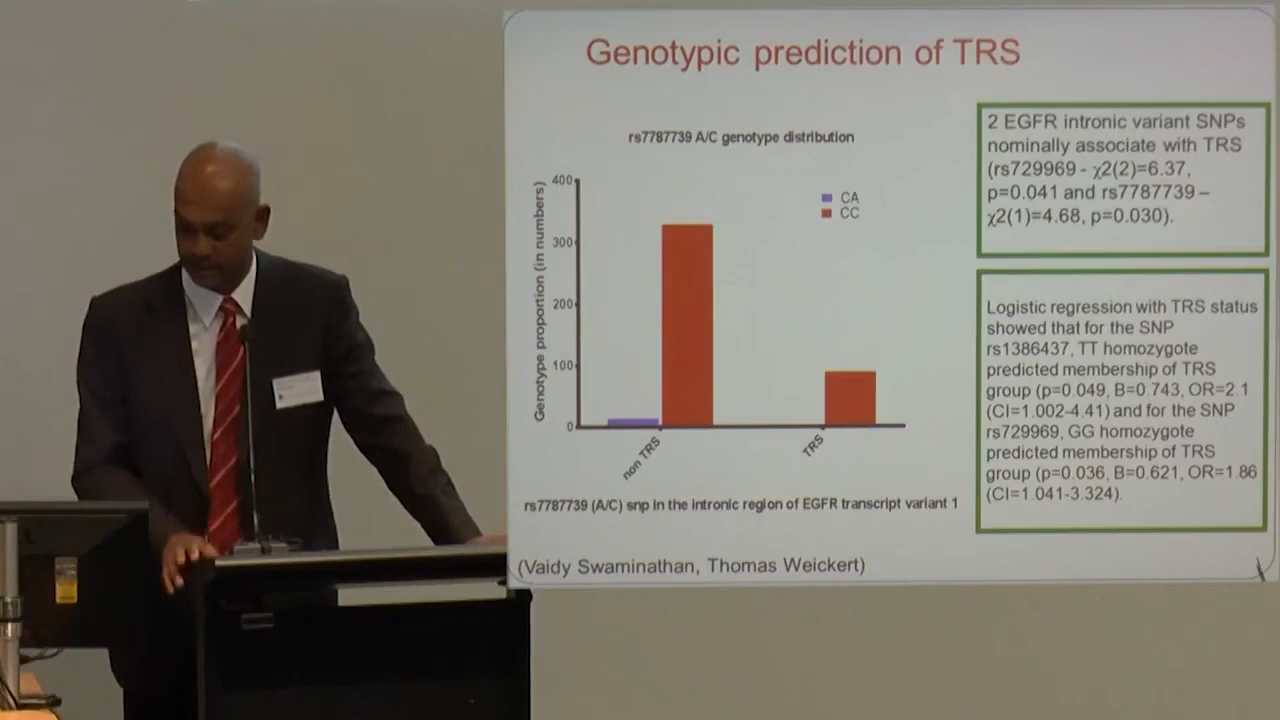 Genotypic prediction of TRS
rs7787739 A/C genotype distribution
Genotype proportion (in numbers)
400
300
200
100
0
CA
CC
non TRS
TRS
rs7787739 (A/C) snp in the intronic region of EGFR transcript variant 1
(Vaidy Swaminathan, Thomas Weickert)
2 EGFR intronic variant SNPs
nominally associate with TRS
(rs729969 - χ2(2)=6.37,
p=0.041 and rs7787739 –
χ2(1)=4.68, p=0.030).
Logistic regression with TRS status
showed that for the SNP
rs1386437, TT homozygote
predicted membership of TRS
group (p=0.049, B=0.743, OR=2.1
(CI=1.002-4.41) and for the SNP
rs729969, GG homozygote
predicted membership of TRS
group (p=0.036, B=0.621, OR=1.86
(CI=1.041-3.324).